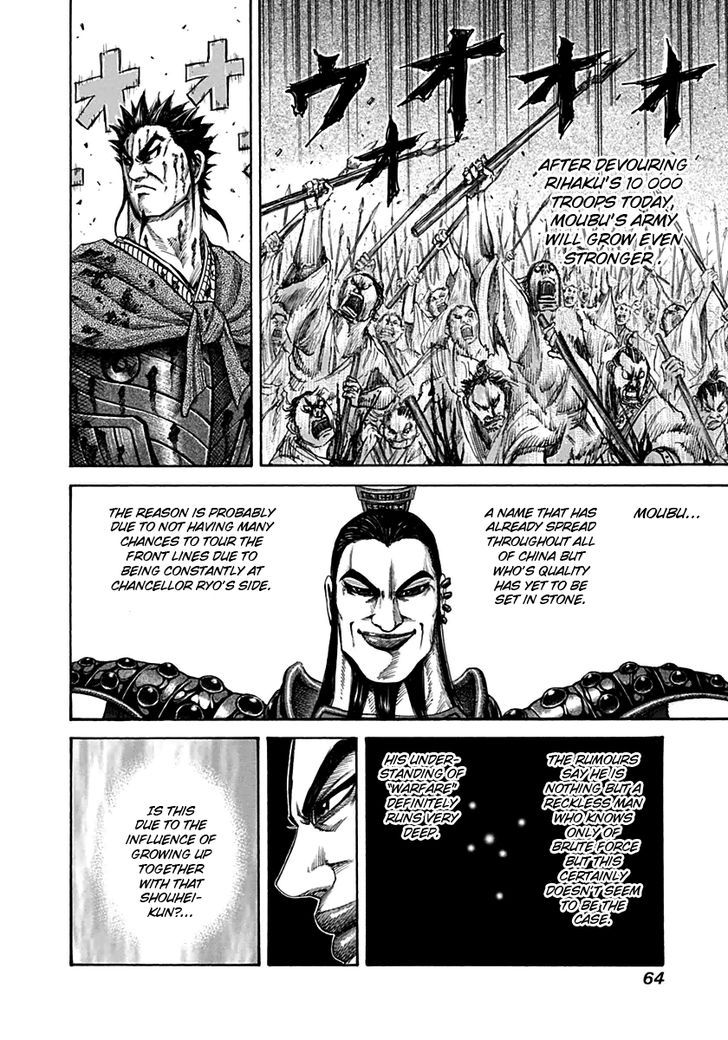 ウオオオ
オ
AFTER DEVOURING
RIHAKU'S 10 000
TROOPS TODAY,
MOUBU'S ARMY
WILL GROW EVEN
STRONGER.
オオ
MOUBU...
A NAME THAT HAS
ALREADY SPREAD
THROUGHOUT ALL
OF CHINA BUT
WHO'S QUALITY
HAS YET TO BE
SET IN STONE.
THE REASON IS PROBABLY
DUE TO NOT HAVING MANY
CHANCES TO TOUR THE
FRONT LINES DUE TO
BEING CONSTANTLY AT
CHANCELLOR RYO'S SIDE.
THE RUMOURS
SAY HE IS
NOTHING BUT A
RECKLESS MAN
WHO KNOWS
ONLY OF
BRUTE FORCE
BUT THIS
CERTAINLY
DOESN'T SEEM
TO BE THE
CASE.
HIS UNDER-
STANDING OF
"WARFARE"
DEFINITELY
RUNS VERY
DEEP.
IS THIS
DUE TO THE
INFLUENCE OF
GROWING UP
TOGETHER
WITH THAT
SHOUHEI-
KUN?...
64